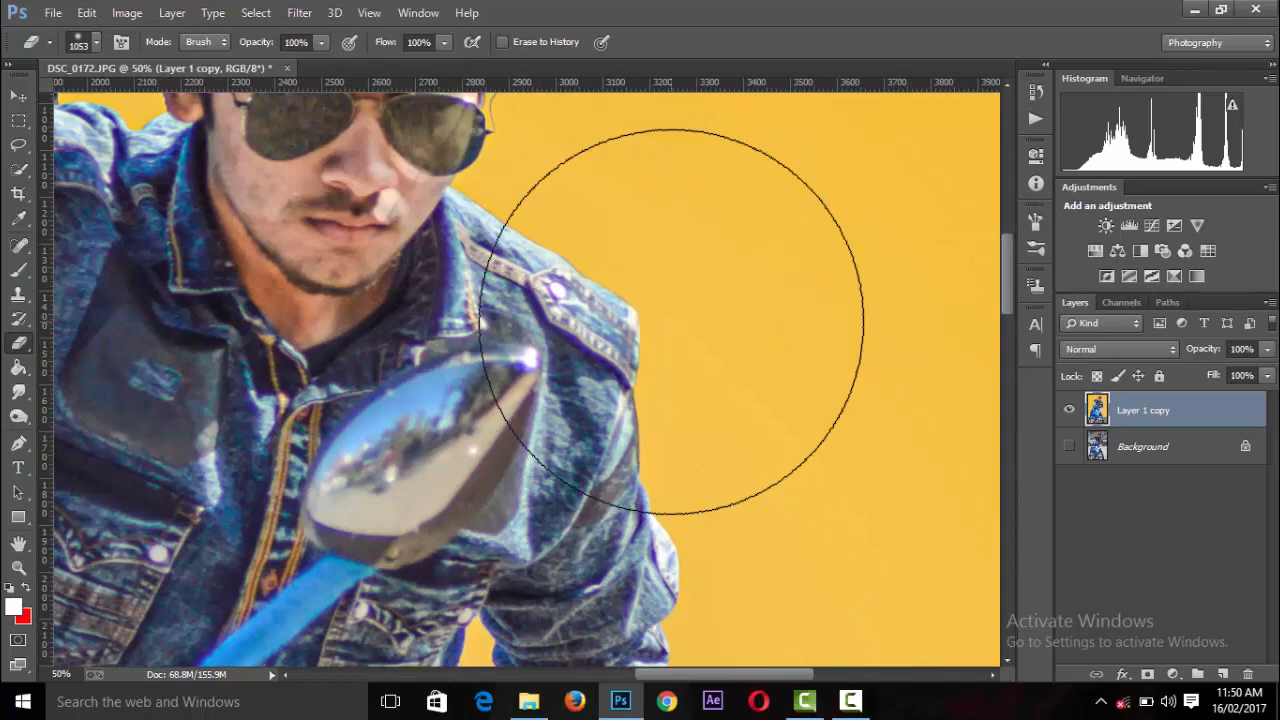 Ps File Edit Image Layer Type Select Filter 3D View Window Help
1053 Mode: Brush Opacity: 100% Flow: 100% Erase to History Photography
DSC_0172.JPG @ 50% (Layer 1 copy, RGB/8*) * ×
2000 2100 2200 2300 2400 2500 2600 2700 2800 2900 3000 3100 3200 3300 3400 3500 3600 3700 3800 3900
Histogram Navigator
Adjustments
Add an adjustment
Layers Channels Paths
Kind
Normal Opacity: 100%
Lock: Fill: 100%
Layer 1 copy
Background
Activate Windows
Go to Settings to activate Windows.
50% Doc: 68.8M/155.9M
Search the web and Windows
Ps Ae
11:50 AM
16/02/2017